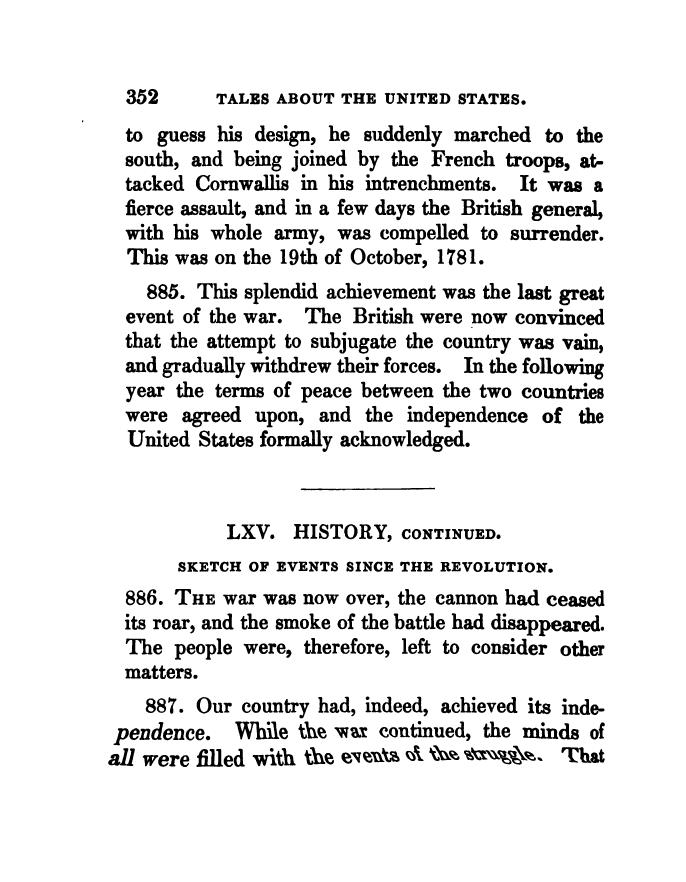 352 TALES ABOUT THE UNITED STATES.
to guess his design, he suddenly marched to the
south, and being joined by the French troops, at-
tacked Cornwallis in his intrenchments. It was a
fierce assault, and in a few days the British general,
with his whole army, was compelled to surrender.
This was on the 19th of October, 1781.
885. This splendid achievement was the last great
event of the war. The British were now convinced
that the attempt to subjugate the country was vain,
and gradually withdrew their forces. In the following
year the terms of peace between the two countries
were agreed upon, and the independence of the
United States formally acknowledged.
LXV. HISTORY, CONTINUED.
SKETCH OF EVENTS SINCE THE REVOLUTION.
886. THE war was now over, the cannon had ceased
its roar, and the smoke of the battle had disappeared.
The people were, therefore, left to consider other
matters.
887. Our country had, indeed, achieved its inde-
pendence. While the war continued, the minds of
all were filled with the events of the struggle. That